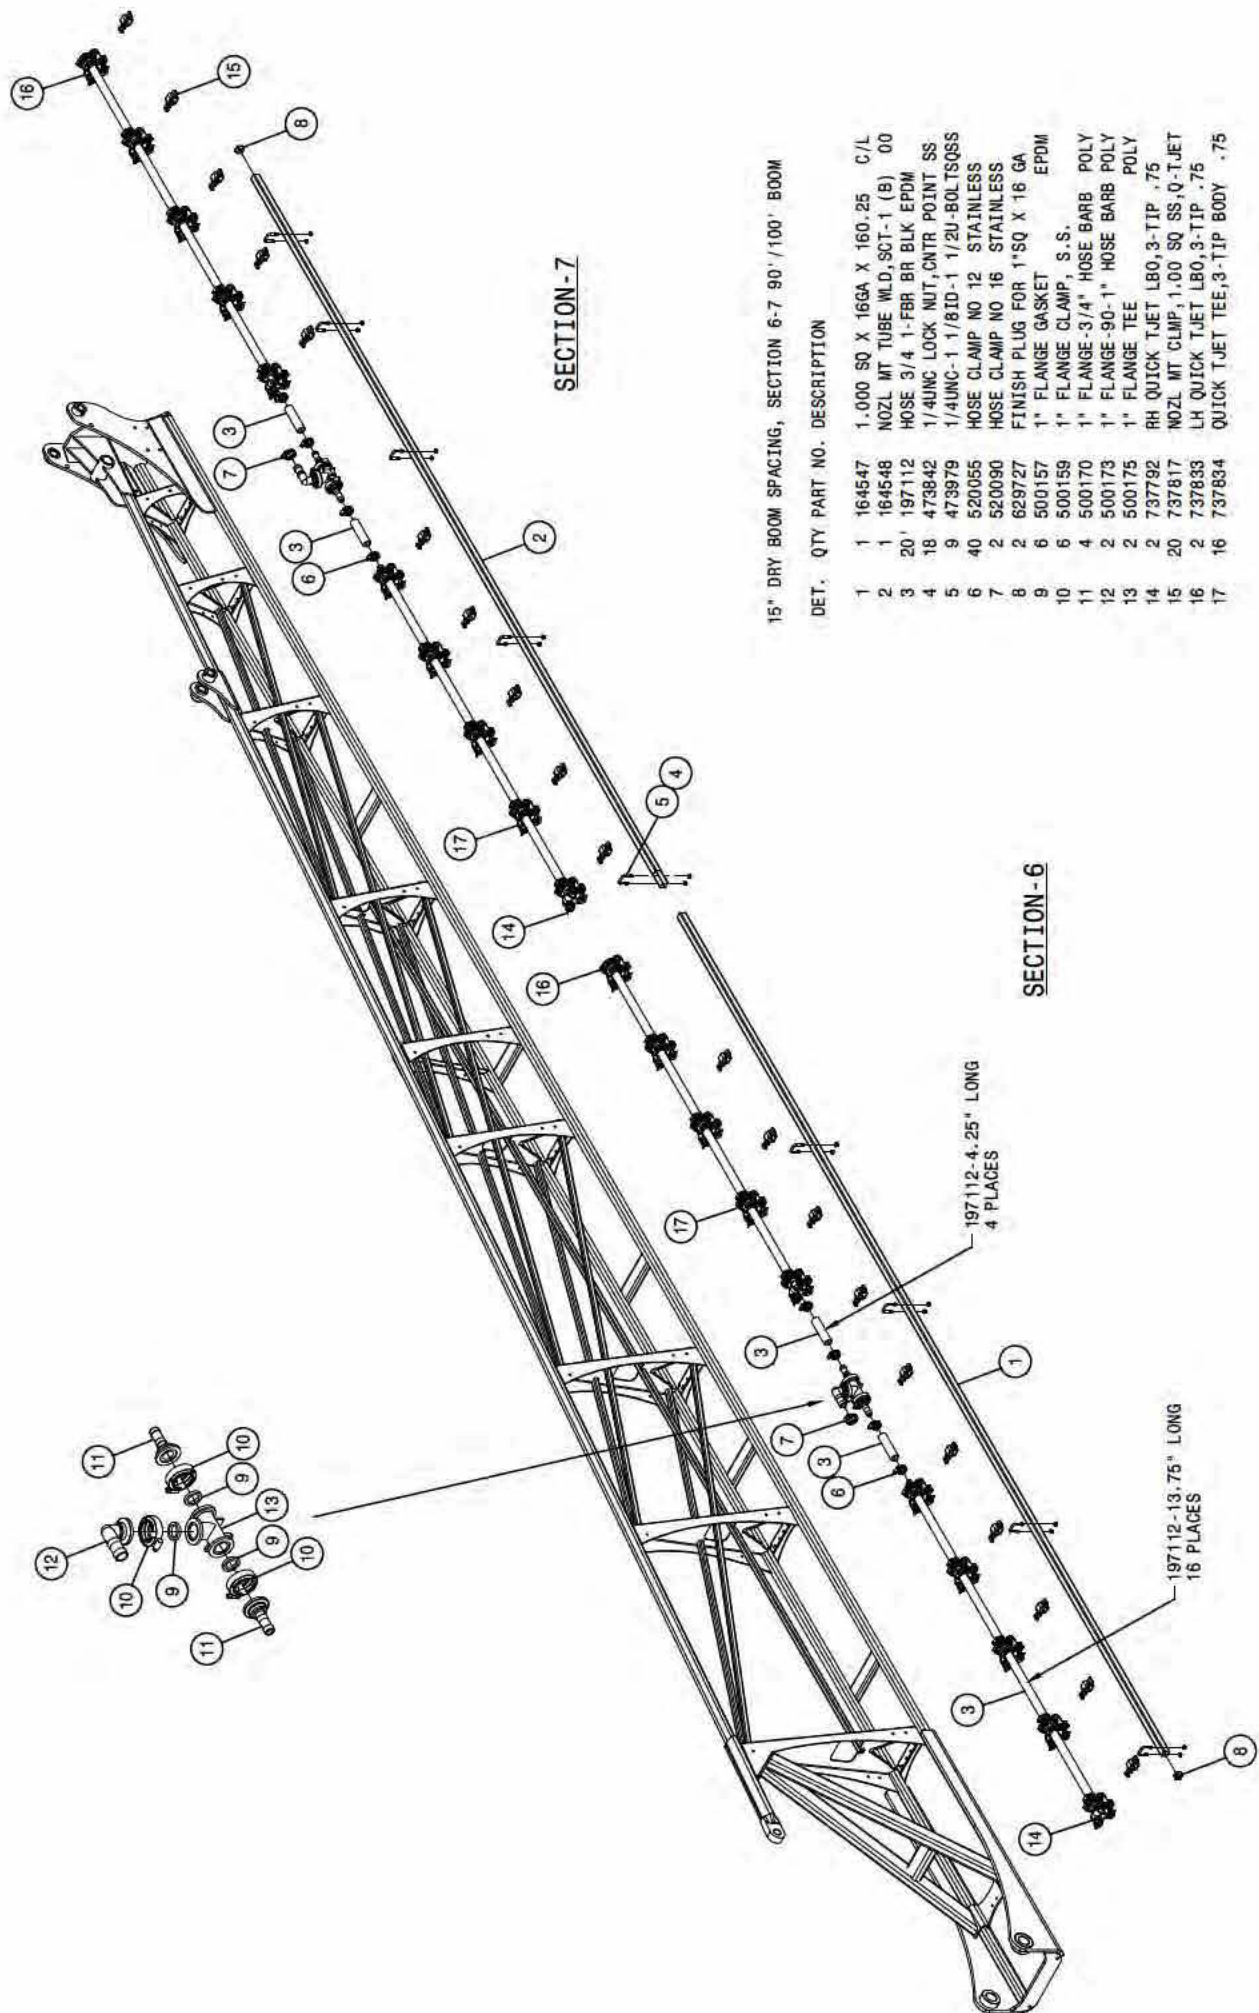 16
15
8
SECTION-7
3
7
3
6
2
17
5
4
14
16
SECTION-6
17
197112-4.25" LONG
4 PLACES
3
7
3
6
1
197112-13.75" LONG
16 PLACES
3
8
14
11
10
9
13
12
10
9
9
10
11
15" DRY BOOM SPACING, SECTION 6-7 90'/100' BOOM
DET. QTY PART NO. DESCRIPTION
1 1 164547 1.000 SQ X 16GA X 160.25 C/L
2 1 164548 NOZL MT TUBE WLD,SCT-1 (B) 00
3 20' 197112 HOSE 3/4 1-FBR BR BLK EPDM
4 18 473842 1/4UNC LOCK NUT,CNTR POINT SS
5 9 473979 1/4UNC-1 1/8ID-1 1/2U-BOLTSQSS
6 40 520055 HOSE CLAMP NO 12 STAINLESS
7 2 520090 HOSE CLAMP NO 16 STAINLESS
8 2 629727 FINISH PLUG FOR 1"SQ X 16 GA
9 6 500157 1" FLANGE GASKET EPDM
10 6 500159 1" FLANGE CLAMP, S.S.
11 4 500170 1" FLANGE-3/4" HOSE BARB POLY
12 2 500173 1" FLANGE-90-1" HOSE BARB POLY
13 2 500175 1" FLANGE TEE POLY
14 2 737792 RH QUICK TJET LBO,3-TIP .75
15 20 737817 NOZL MT CLMP,1.00 SQ SS,Q-TJET
16 2 737833 LH QUICK TJET LBO,3-TIP .75
17 16 737834 QUICK TJET TEE,3-TIP BODY .75